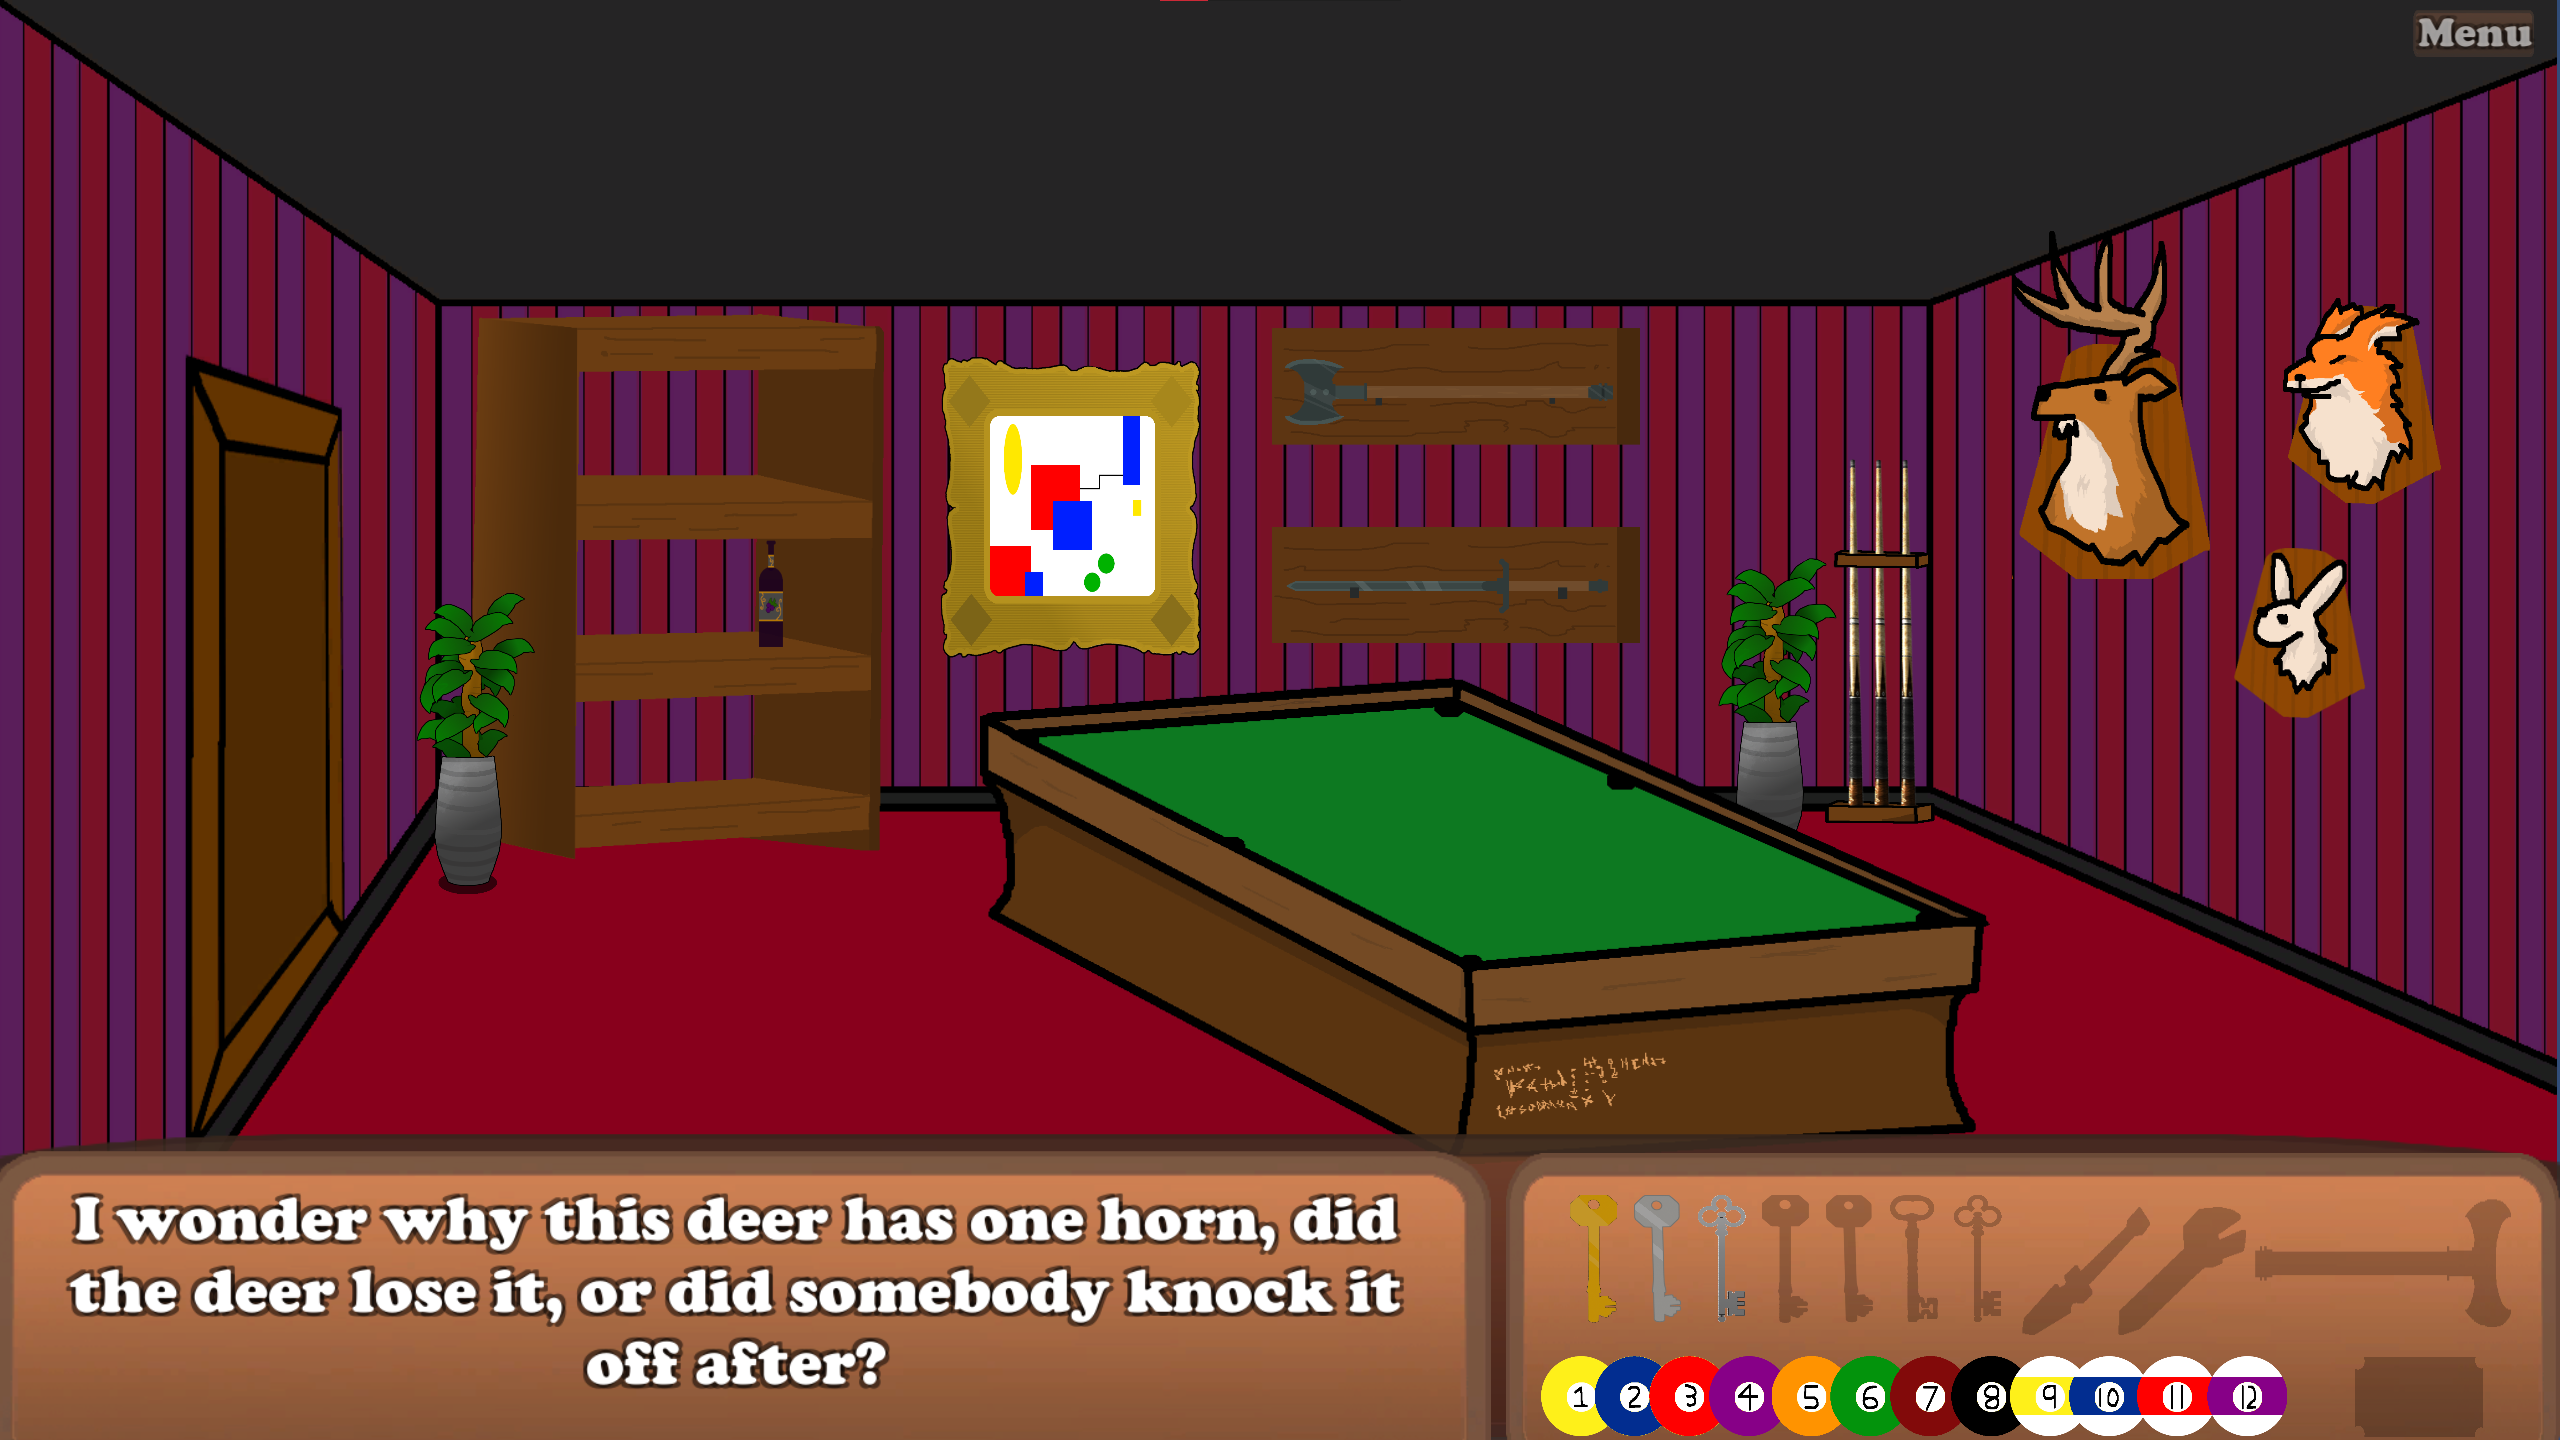 Menu
I wonder why this deer has one horn, did
the deer lose it, or did somebody knock it
off after?
1 2 3 4 5 6 7 8 9 10 11 12